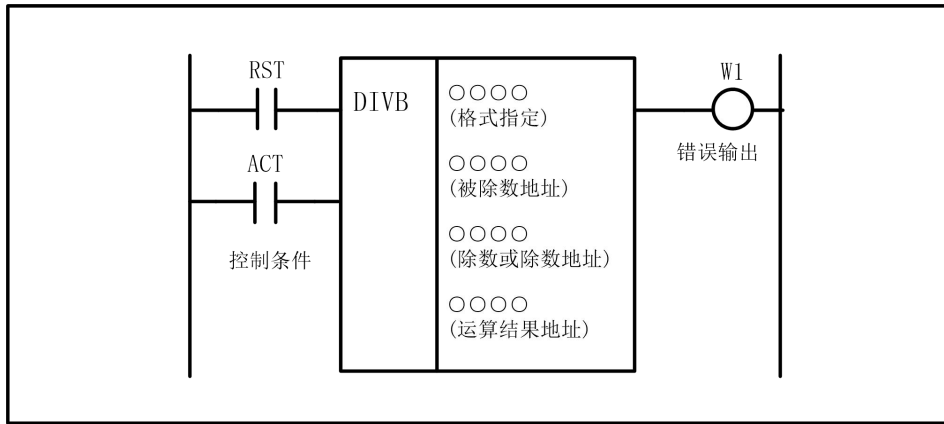 RST
DIVB
○○○○
(格式指定)
W1
错误输出
ACT
控制条件
○○○○
(被除数地址)
○○○○
(除数或除数地址)
○○○○
(运算结果地址)